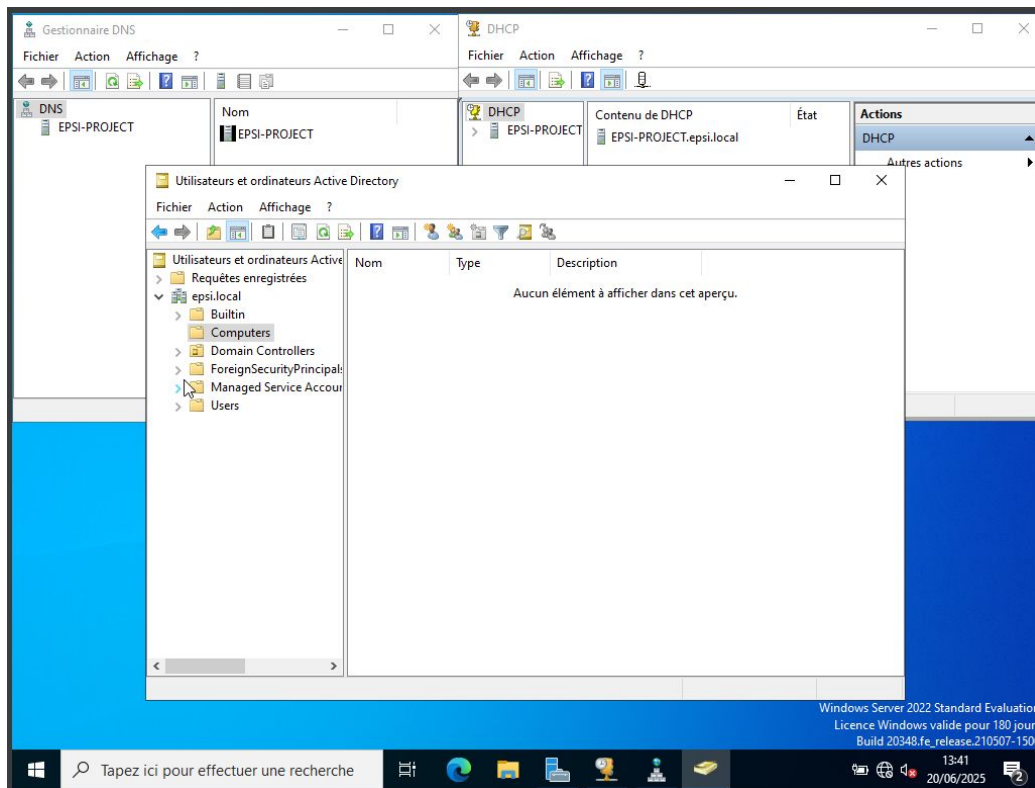 Gestionnaire DNS
Fichier Action Affichage ?
DNS
EPSI-PROJECT
Nom
EPSI-PROJECT
DHCP
Fichier Action Affichage ?
DHCP
EPSI-PROJECT
Contenu de DHCP État
EPSI-PROJECT.epsi.local
Actions
DHCP
Autres actions
Utilisateurs et ordinateurs Active Directory
Fichier Action Affichage ?
Utilisateurs et ordinateurs Active
Requêtes enregistrées
epsi.local
Builtin
Computers
Domain Controllers
ForeignSecurityPrincipals
Managed Service Accour
Users
Nom Type Description
Aucun élément à afficher dans cet aperçu.
Windows Server 2022 Standard Evaluation
Licence Windows valide pour 180 jour
Build 20348.fe_release.210507-150
Tapez ici pour effectuer une recherche
13:41
20/06/2025
2